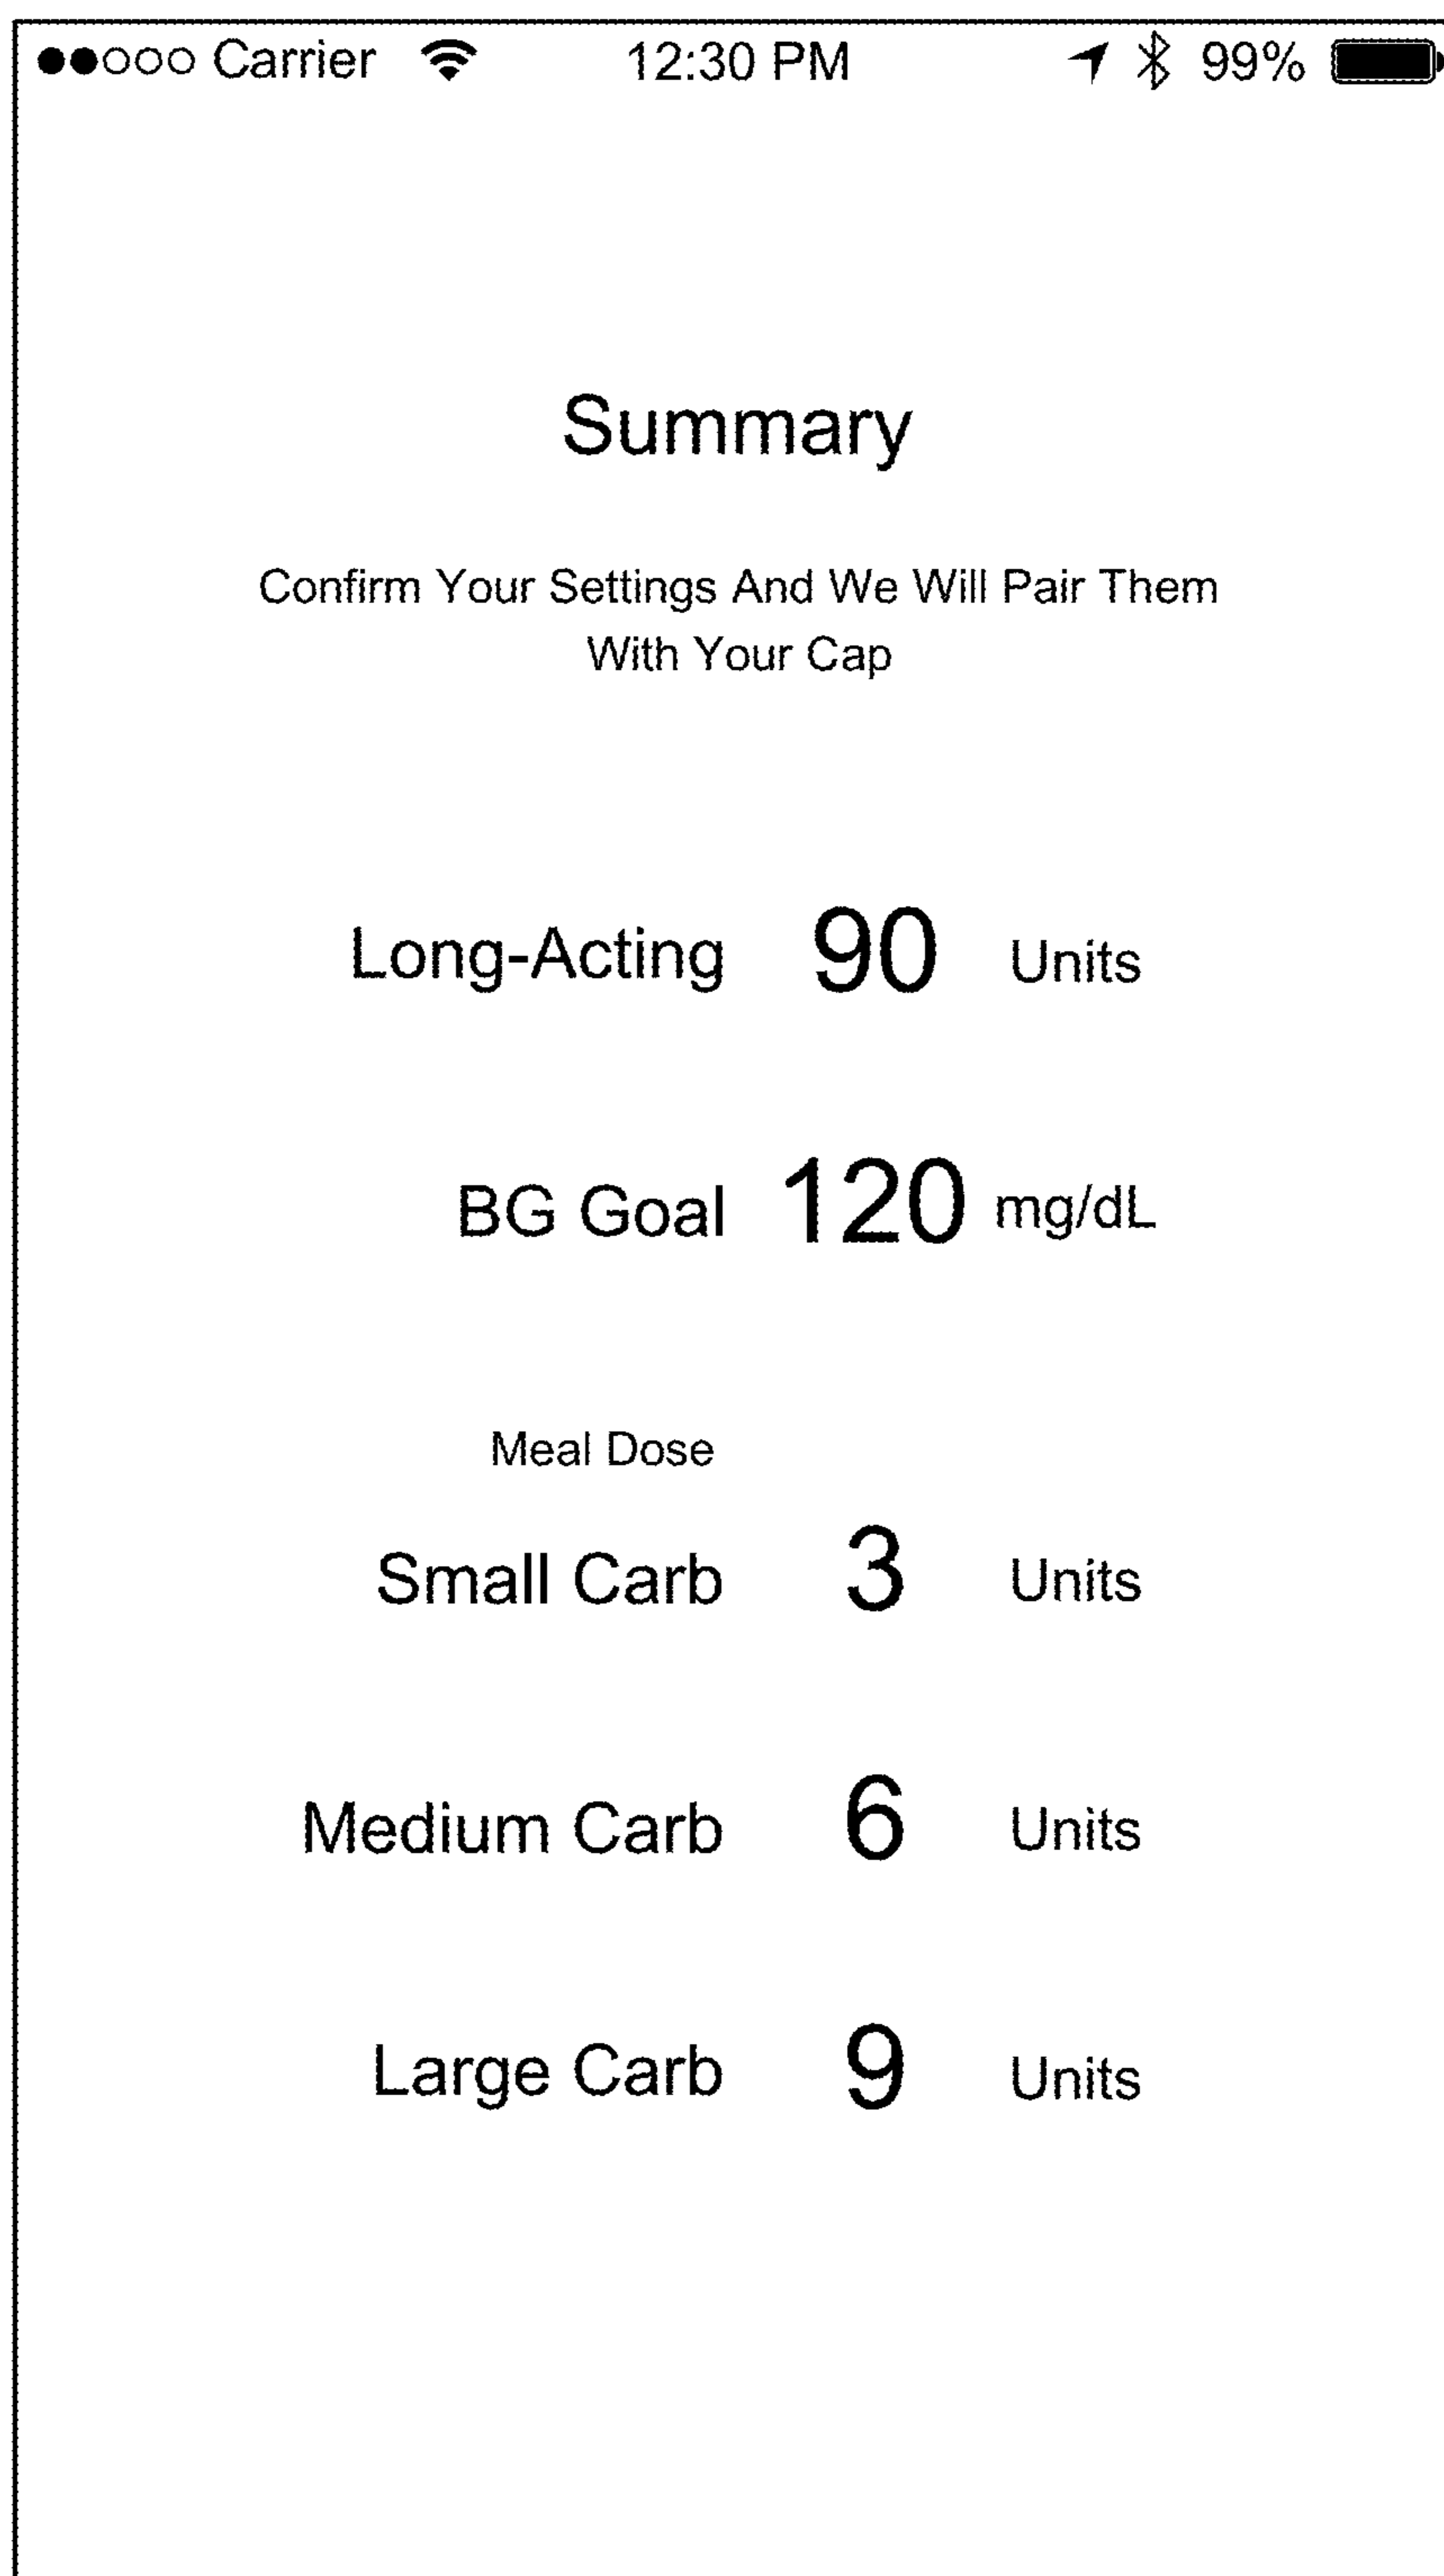 Carrier 12:30 PM 99%
Summary
Confirm Your Settings And We Will Pair Them
With Your Cap
Long-Acting 90 Units
BG Goal 120 mg/dL
Meal Dose
Small Carb 3 Units
Medium Carb 6 Units
Large Carb 9 Units